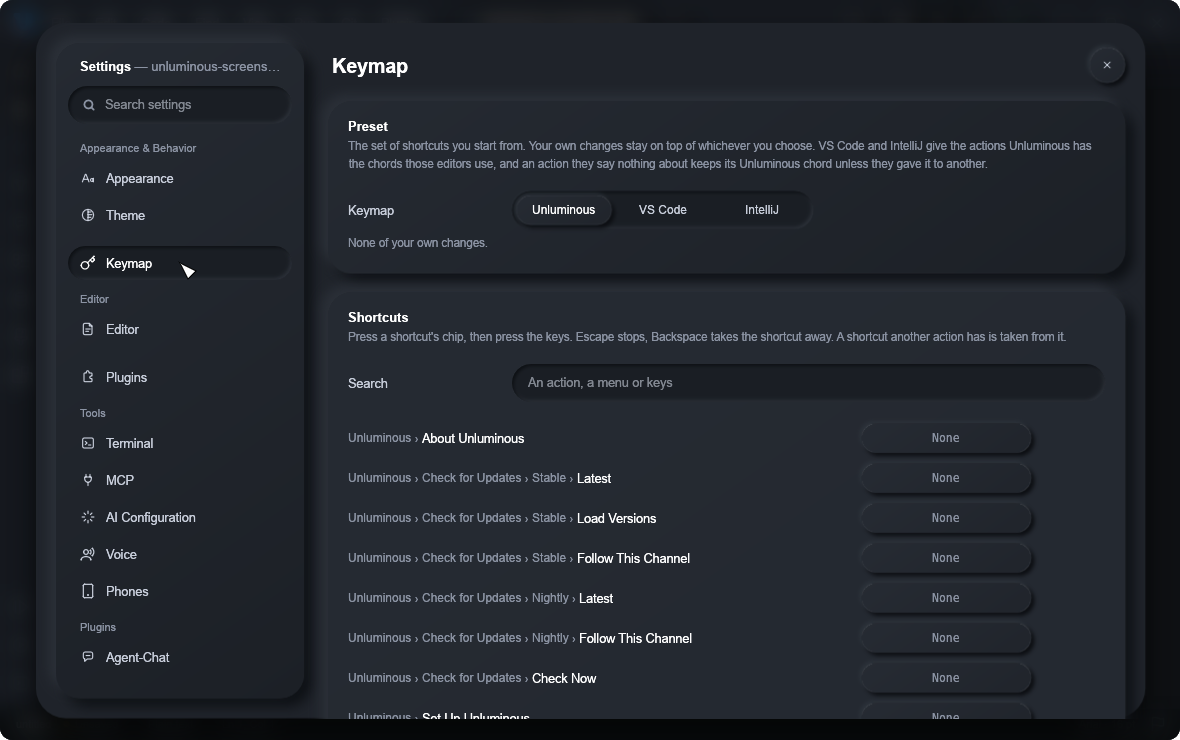 Settings — unluminous-screens…
Search settings
Appearance & Behavior
Appearance
Theme
Keymap
Editor
Editor
Plugins
Tools
Terminal
MCP
AI Configuration
Voice
Phones
Plugins
Agent-Chat
Keymap
Preset
The set of shortcuts you start from. Your own changes stay on top of whichever you choose. VS Code and IntelliJ give the actions Unluminous has
the chords those editors use, and an action they say nothing about keeps its Unluminous chord unless they gave it to another.
Keymap Unluminous VS Code IntelliJ
None of your own changes.
Shortcuts
Press a shortcut's chip, then press the keys. Escape stops, Backspace takes the shortcut away. A shortcut another action has is taken from it.
Search An action, a menu or keys
Unluminous › About Unluminous None
Unluminous › Check for Updates › Stable › Latest None
Unluminous › Check for Updates › Stable › Load Versions None
Unluminous › Check for Updates › Stable › Follow This Channel None
Unluminous › Check for Updates › Nightly › Latest None
Unluminous › Check for Updates › Nightly › Follow This Channel None
Unluminous › Check for Updates › Check Now None
Unluminous › Set Up Unluminous None